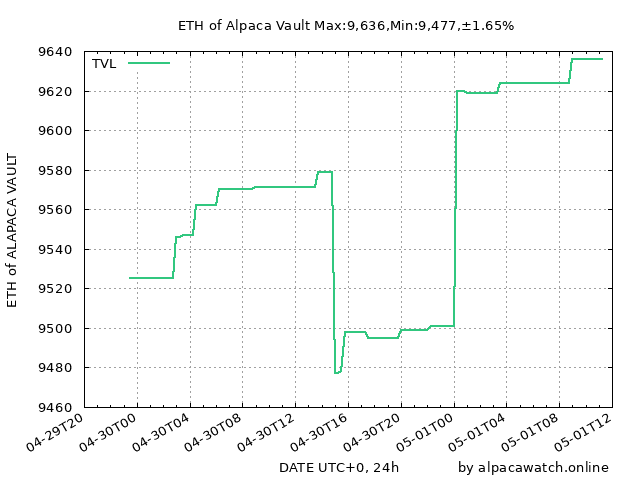 ETH of Alpaca Vault Max:9,636,Min:9,477,±1.65%
TVL
9640
9620
9600
9580
9560
9540
9520
9500
9480
9460
ETH of ALAPACA VAULT
04-29T20
04-30T00
04-30T04
04-30T08
04-30T12
04-30T16
04-30T20
05-01T00
05-01T04
05-01T08
05-01T12
DATE UTC+0, 24h
by alpacawatch.online